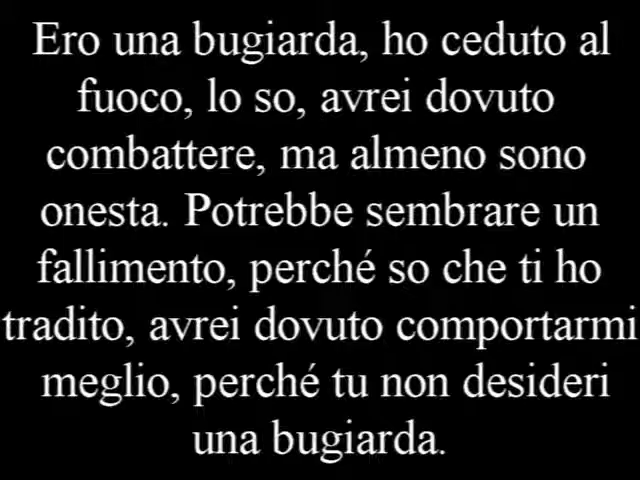 Ero una bugiarda, ho ceduto al
fuoco, lo so, avrei dovuto
combattere, ma almeno sono
onesta. Potrebbe sembrare un
fallimento, perché so che ti ho
tradito, avrei dovuto comportarmi
meglio, perché tu non desideri
una bugiarda.